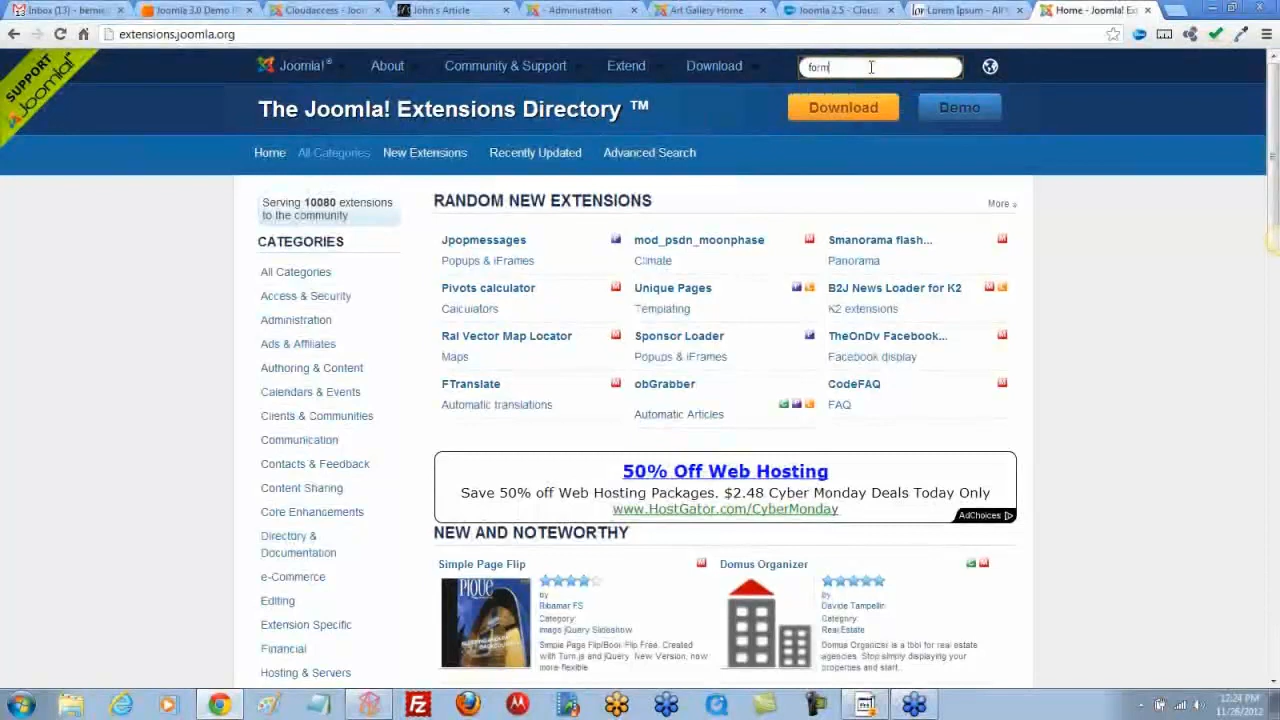 Inbox (13) - bernie
Joomla 3.0 Demo
Cloudaccess - Joom
John's Article
- Administration
Art Gallery Home
Joomla 2.5 - Cloud
Lorem Ipsum - All
Home - Joomla! Ex
extensions.joomla.org
SUPPORT
Joomla!
Joomla!®
About
Community & Support
Extend
Download
form
The Joomla! Extensions Directory ™
Download
Demo
Home
All Categories
New Extensions
Recently Updated
Advanced Search
Serving 10080 extensions
to the community
CATEGORIES
All Categories
Access & Security
Administration
Ads & Affiliates
Authoring & Content
Calendars & Events
Clients & Communities
Communication
Contacts & Feedback
Content Sharing
Core Enhancements
Directory &
Documentation
e-Commerce
Editing
Extension Specific
Financial
Hosting & Servers
RANDOM NEW EXTENSIONS
More
Jpopmessages
Popups & iFrames
mod_psdn_moonphase
Climate
Smanorama flash...
Panorama
Pivots calculator
Calculators
Unique Pages
Templating
B2J News Loader for K2
K2 extensions
Ral Vector Map Locator
Maps
Sponsor Loader
Popups & iFrames
TheOnDv Facebook...
Facebook display
FTranslate
Automatic translations
obGrabber
Automatic Articles
CodeFAQ
FAQ
50% Off Web Hosting
Save 50% off Web Hosting Packages. $2.48 Cyber Monday Deals Today Only
www.HostGator.com/CyberMonday
AdChoices
NEW AND NOTEWORTHY
Simple Page Flip
PIQUE
by
Ribamar FS
Category:
Image jQuery Slideshow
Simple Page Flip/Book Flip Free. Created
with Turn.js and jQuery. New Version, now
more flexible
Domus Organizer
by
Davide Tampellin
Category:
Real Estate
Domus Organizer is a tool for real estate
agencies. Stop simply displaying your
properties and start..
12:24 PM
11/26/2012